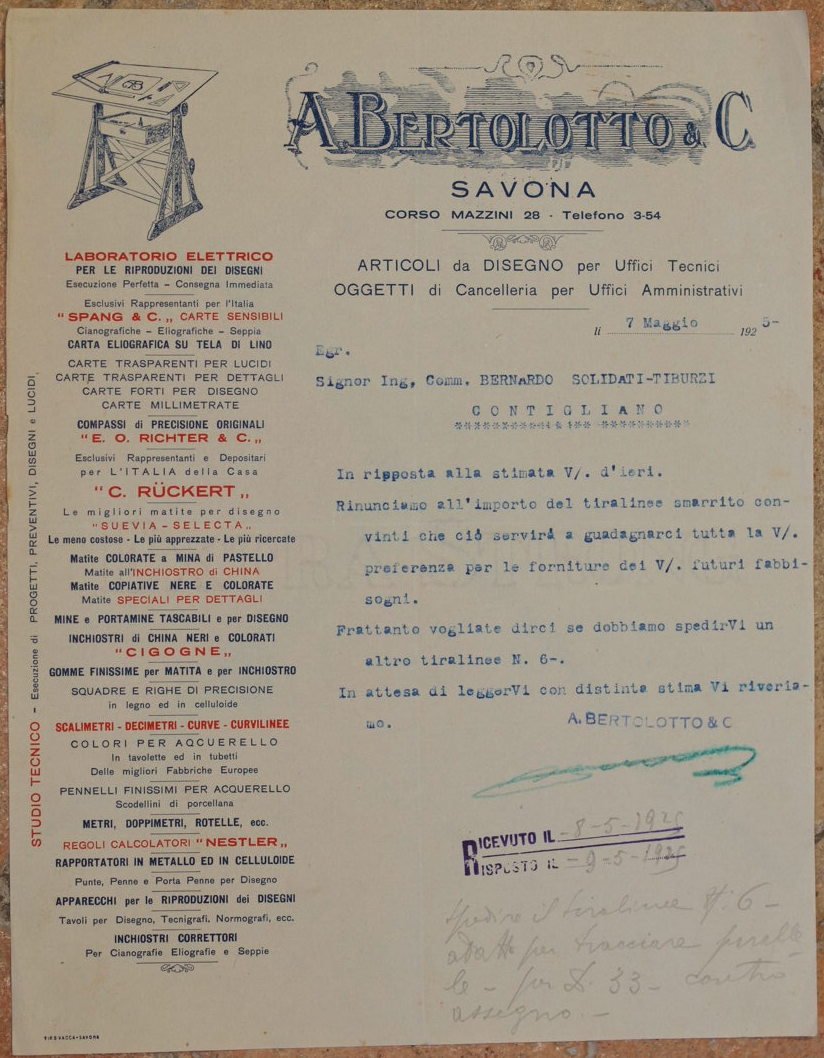 A. BERTOLOTTO & C.
SAVONA
CORSO MAZZINI 28 - Telefono 3-54
ARTICOLI da DISEGNO per Uffici Tecnici
OGGETTI di Cancelleria per Uffici Amministrativi
li 7 Maggio 1925-
Egr.
Signor Ing, Comm. BERNARDO SOLIDATI-TIBURZI
CONTIGLIANO
In ripposta alla stimata V/. d'ieri.
Rinunciamo all'importo del tiralinee smarrito con-
vinti che ciò servirà a guadagnarci tutta la V/.
preferenza per le forniture dei V/. futuri fabbi-
sogni.
Frattanto vogliate dirci se dobbiamo spedirVi un
altro tiralinee N. 6-.
In attesa di leggerVi con distinta stima Vi riveria-
mo.
A. BERTOLOTTO & C
RICEVUTO IL -8-5-1925
RISPOSTO IL -9-5-1925
spedire il tiralinee N. 6-
adatto per tracciare
le - per L. 33 - contro
assegno.-
LABORATORIO ELETTRICO
PER LE RIPRODUZIONI DEI DISEGNI
Esecuzione Perfetta - Consegna Immediata
Esclusivi Rappresentanti per l'Italia
"SPANG & C.„ CARTE SENSIBILI
Cianografiche - Eliografiche - Seppia
CARTA ELIOGRAFICA SU TELA DI LINO
CARTE TRASPARENTI PER LUCIDI
CARTE TRASPARENTI PER DETTAGLI
CARTE FORTI PER DISEGNO
CARTE MILLIMETRATE
COMPASSI di PRECISIONE ORIGINALI
"E. O. RICHTER & C.„
Esclusivi Rappresentanti e Depositari
per L'ITALIA della Casa
"C. RÜCKERT„
Le migliori matite per disegno
"SUEVIA - SELECTA„
Le meno costose - Le più apprezzate - Le più ricercate
Matite COLORATE a MINA di PASTELLO
Matite all'INCHIOSTRO di CHINA
Matite COPIATIVE NERE E COLORATE
Matite SPECIALI PER DETTAGLI
MINE e PORTAMINE TASCABILI e per DISEGNO
INCHIOSTRI di CHINA NERI e COLORATI
"CIGOGNE„
GOMME FINISSIME per MATITA e per INCHIOSTRO
SQUADRE E RIGHE DI PRECISIONE
in legno ed in celluloide
SCALIMETRI - DECIMETRI - CURVE - CURVILINEE
COLORI PER AQCUERELLO
In tavolette ed in tubetti
Delle migliori Fabbriche Europee
PENNELLI FINISSIMI PER ACQUERELLO
Scodellini di porcellana
METRI, DOPPIMETRI, ROTELLE, ecc.
REGOLI CALCOLATORI "NESTLER„
RAPPORTATORI IN METALLO ED IN CELLULOIDE
Punte, Penne e Porta Penne per Disegno
APPARECCHI per le RIPRODUZIONI dei DISEGNI
Tavoli per Disegno, Tecnigrafi, Normografi, ecc.
INCHIOSTRI CORRETTORI
Per Cianografie Eliografie e Seppie
STUDIO TECNICO - Esecuzione di PROGETTI, PREVENTIVI, DISEGNI e LUCIDI
TIP. SVACCA-SAVONA